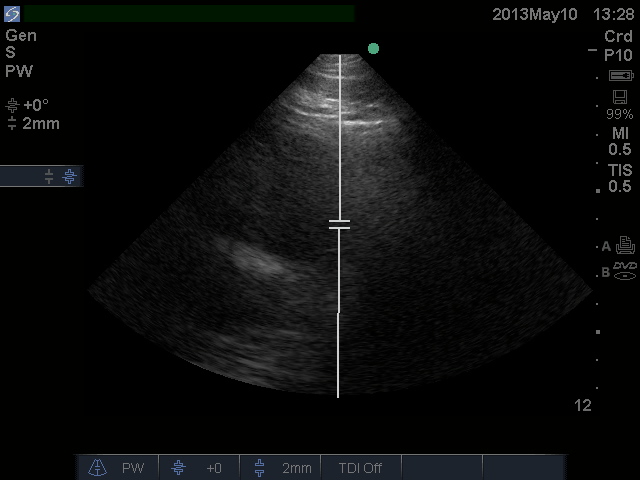 2013May10 13:28
Gen
S
PW
+0°
2mm
Crd
P10
99%
MI
0.5
TIS
0.5
A
B DVD
12
PW +0 2mm TDI Off